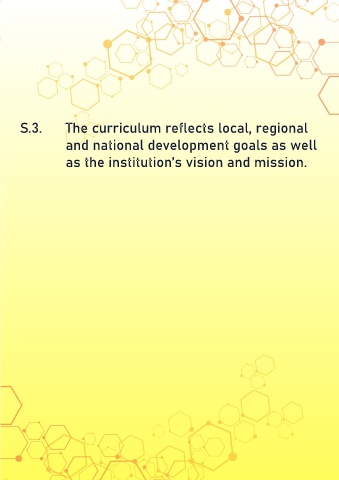 S.3. The curriculum reflects local, regional
and national development goals as well
as the institution's vision and mission.